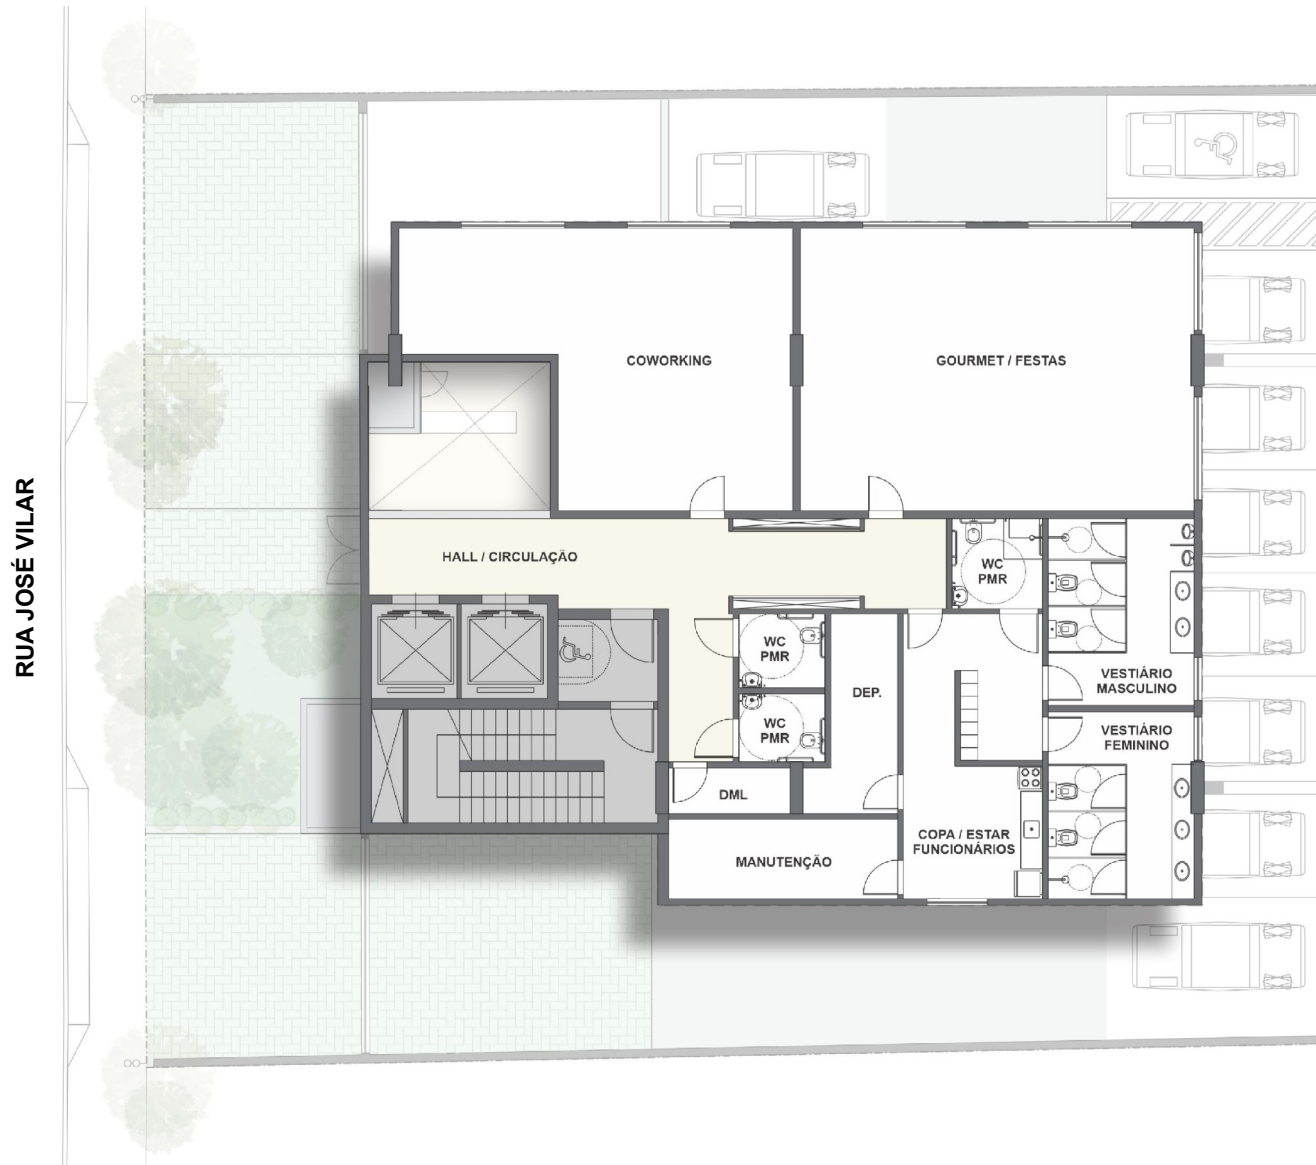 RUA JOSÉ VILAR
COWORKING
GOURMET / FESTAS
HALL / CIRCULAÇÃO
WC
PMR
WC
PMR
DEP.
VESTIÁRIO
MASCULINO
WC
PMR
VESTIÁRIO
FEMININO
DML
COPA / ESTAR
FUNCIONÁRIOS
MANUTENÇÃO